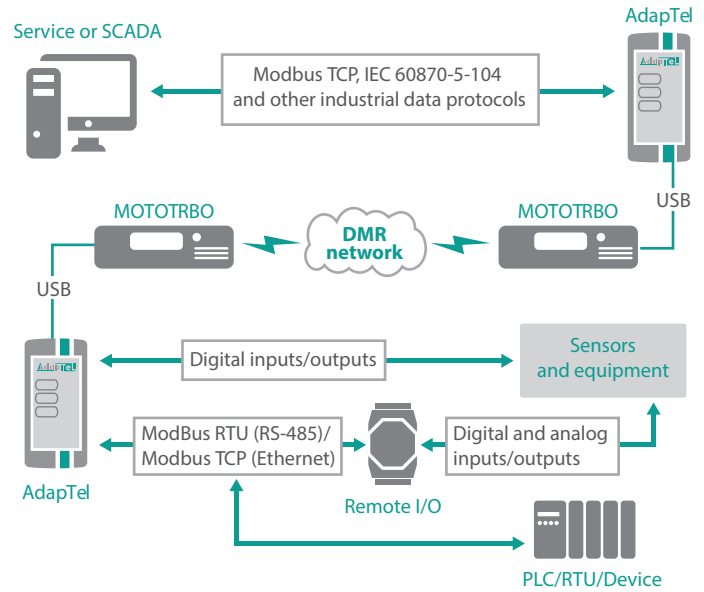 Service or SCADA
AdapTel
Modbus TCP, IEC 60870-5-104
and other industrial data protocols
AdapTel
USB
MOTOTRBO
MOTOTRBO
DMR
network
USB
AdapTel
Digital inputs/outputs
Sensors
and equipment
ModBus RTU (RS-485)/
Modbus TCP (Ethernet)
Digital and analog
inputs/outputs
AdapTel
Remote I/O
PLC/RTU/Device